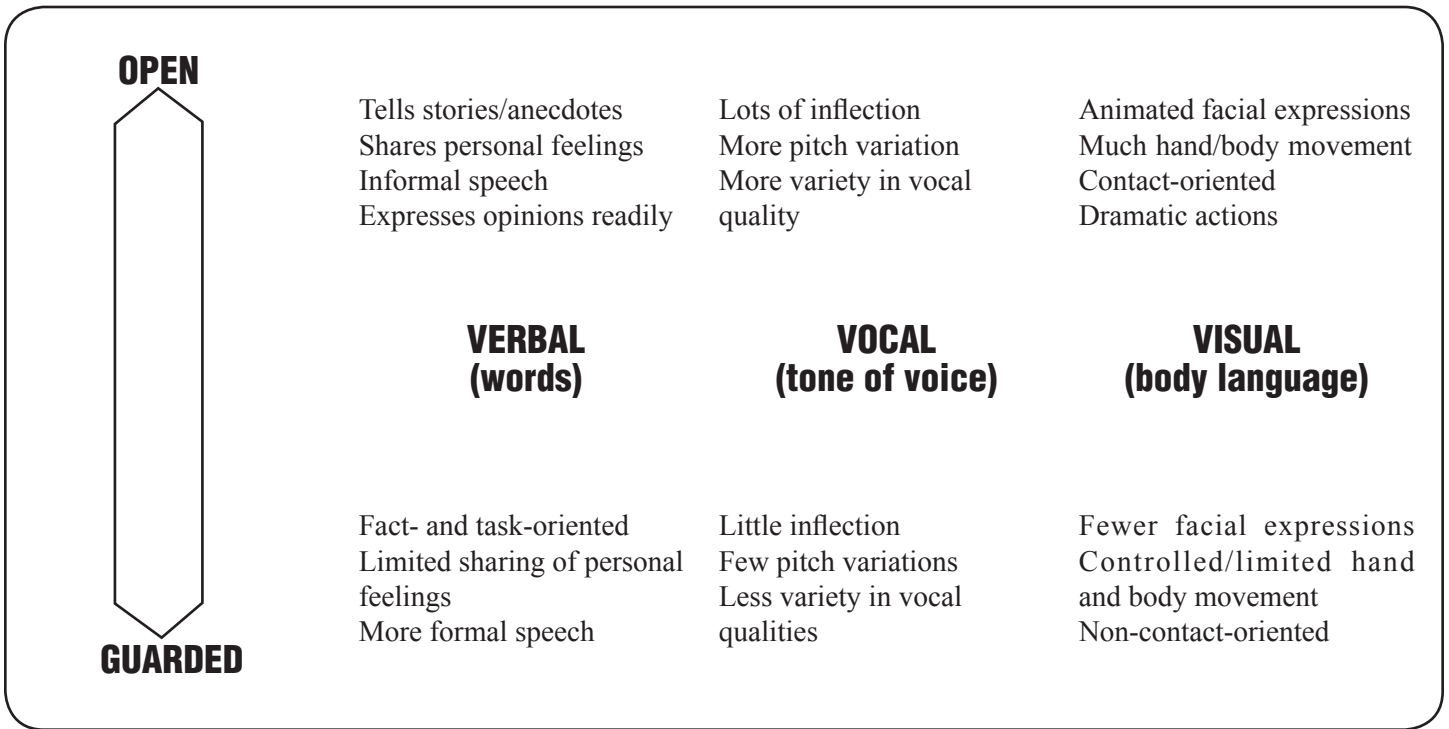 OPEN
Tells stories/anecdotes
Shares personal feelings
Informal speech
Expresses opinions readily
Lots of inflection
More pitch variation
More variety in vocal
quality
Animated facial expressions
Much hand/body movement
Contact-oriented
Dramatic actions
VERBAL
(words)
VOCAL
(tone of voice)
VISUAL
(body language)
Fact- and task-oriented
Limited sharing of personal
feelings
More formal speech
Little inflection
Few pitch variations
Less variety in vocal
qualities
Fewer facial expressions
Controlled/limited hand
and body movement
Non-contact-oriented
GUARDED